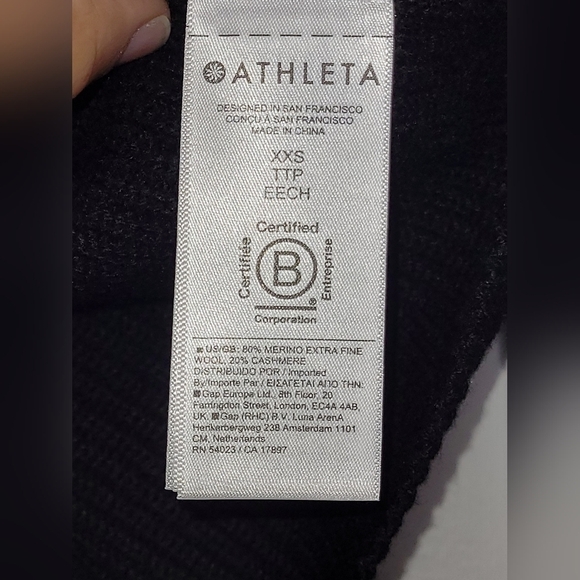 ATHLETA
DESIGNED IN SAN FRANCISCO
CONÇU À SAN FRANCISCO
MADE IN CHINA
XXS
TTP
EECH
Certified
Certifiée
B
Entreprise
®
Corporation
US/GB: 80% MERINO EXTRA FINE
WOOL, 20% CASHMERE
DISTRIBUIDO POR / Imported
By/Importe Par / ΕΙΣΑΓΕΤΑΙ ΑΠΟ ΤΗΝ:
Gap Europe Ltd., 8th Floor, 20
Farringdon Street, London, EC4A 4AB,
UK. Gap (RHC) B.V. Luna ArenA
Herikerbergweg 238 Amsterdam 1101
CM, Netherlands
RN 54023 / CA 17897